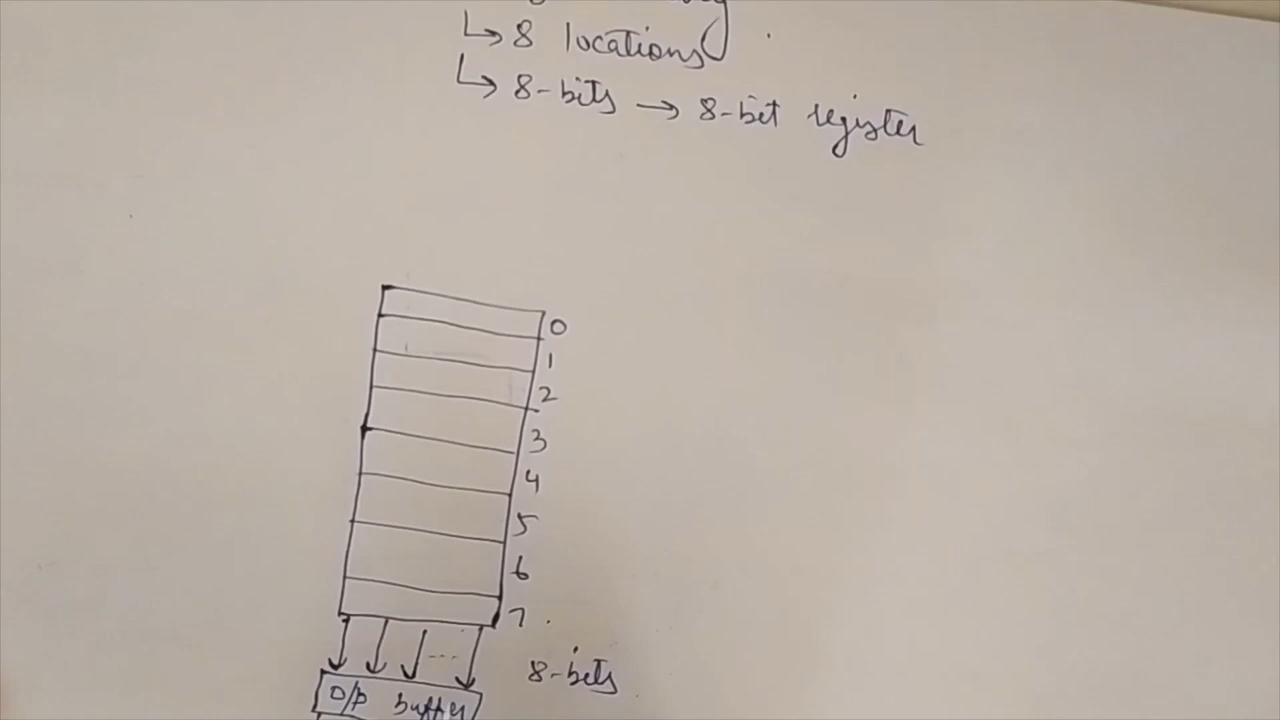 ↳ 8 locations
↳ 8-bits → 8-bit register
0
1
2
3
4
5
6
7
8-bits
O/p buffer